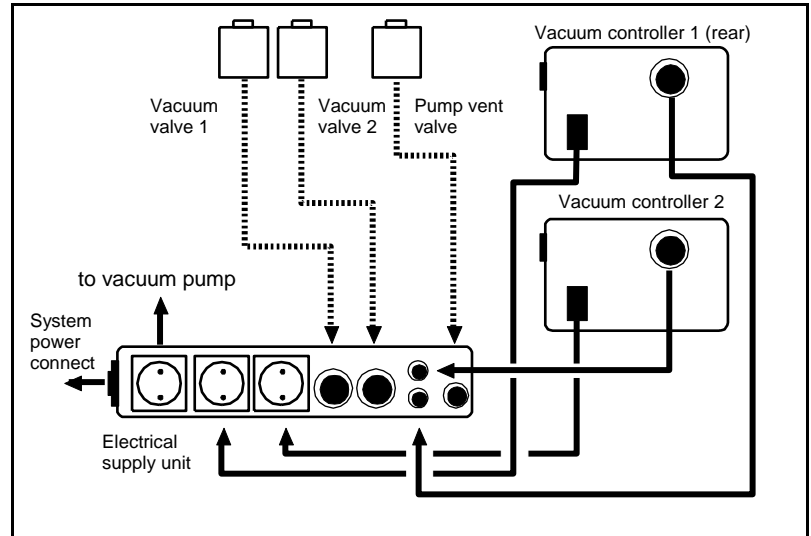 Vacuum controller 1 (rear)
Vacuum
valve 1
Vacuum
valve 2
Pump vent
valve
Vacuum controller 2
to vacuum pump
System
power
connect
Electrical
supply unit